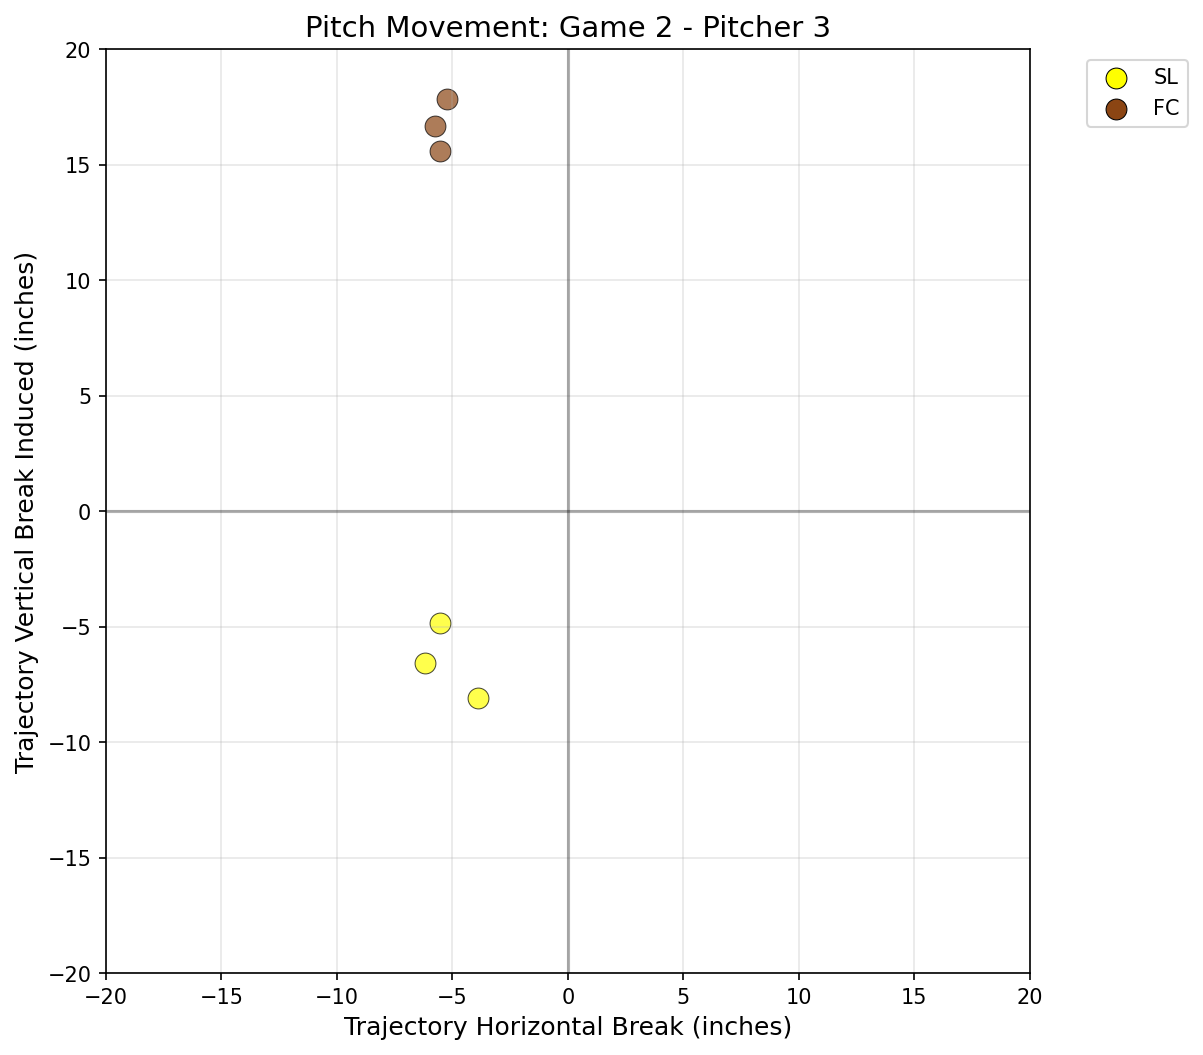 Pitch Movement: Game 2 - Pitcher 3
SL
FC
Trajectory Vertical Break Induced (inches)
20
15
10
5
0
−5
−10
−15
−20
−20 −15 −10 −5 0 5 10 15 20
Trajectory Horizontal Break (inches)